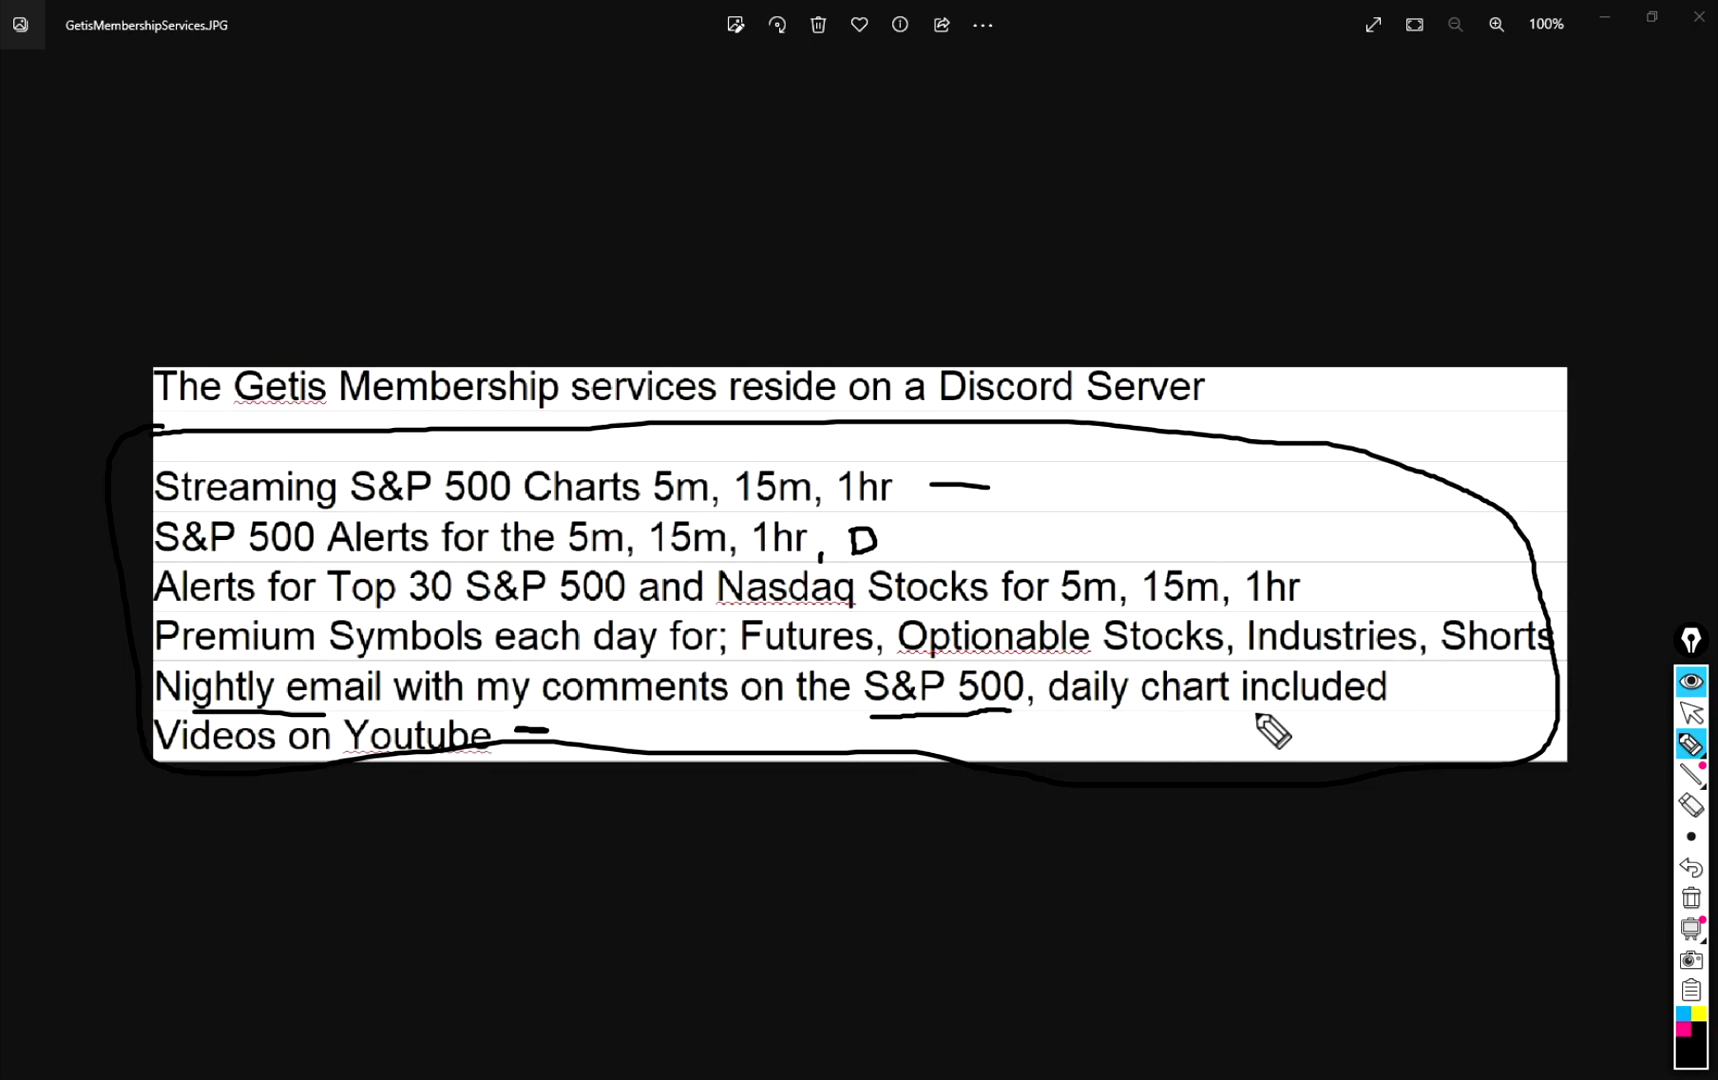 GetisMembershipServices.JPG
100%
The Getis Membership services reside on a Discord Server
Streaming S&P 500 Charts 5m, 15m, 1hr
S&P 500 Alerts for the 5m, 15m, 1hr, D
Alerts for Top 30 S&P 500 and Nasdaq Stocks for 5m, 15m, 1hr
Premium Symbols each day for; Futures, Optionable Stocks, Industries, Shorts
Nightly email with my comments on the S&P 500, daily chart included
Videos on Youtube